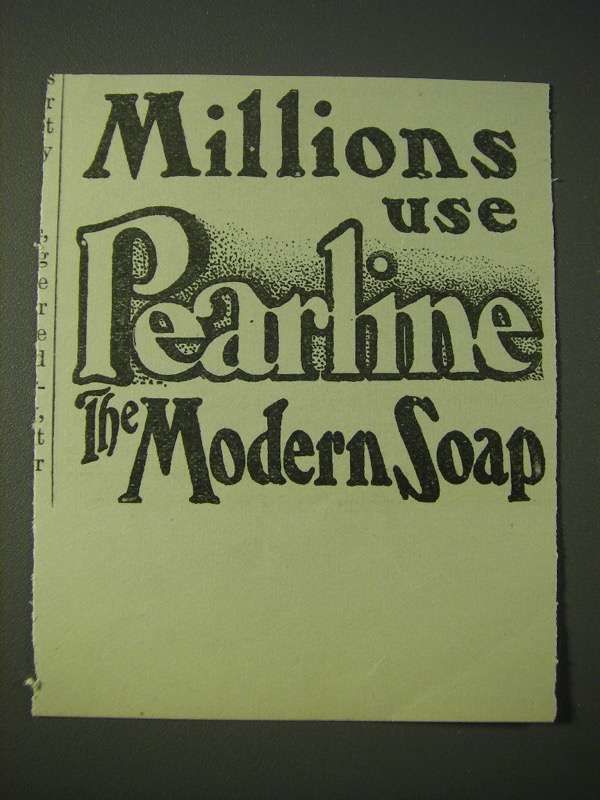 Millions
use
Pearline
The Modern Soap